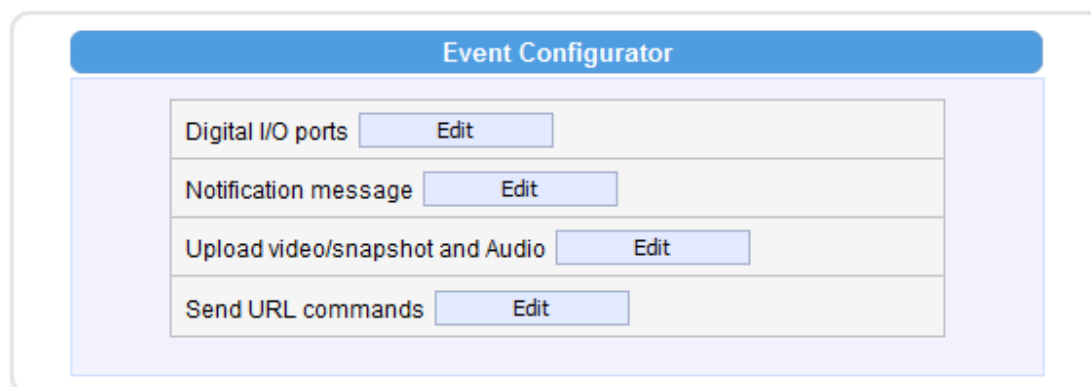 Event Configurator
Digital I/O ports Edit
Notification message Edit
Upload video/snapshot and Audio Edit
Send URL commands Edit